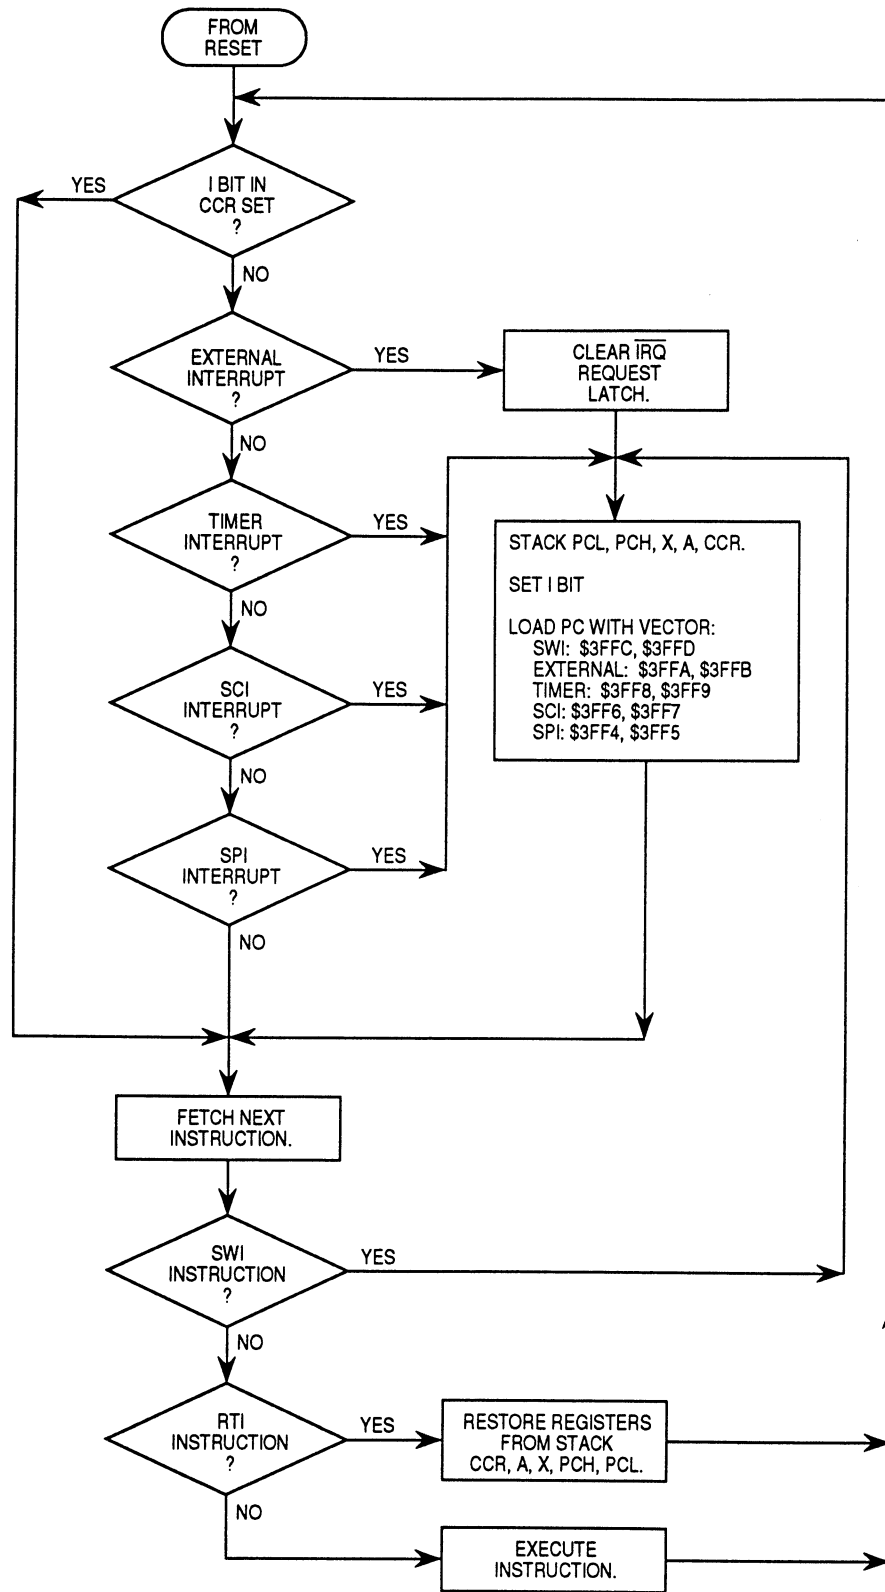 FROM
RESET
YES
I BIT IN
CCR SET
?
NO
EXTERNAL
INTERRUPT
?
YES
CLEAR I̅R̅Q̅
REQUEST
LATCH.
NO
TIMER
INTERRUPT
?
YES
STACK PCL, PCH, X, A, CCR.
SET I BIT
LOAD PC WITH VECTOR:
SWI: $3FFC, $3FFD
EXTERNAL: $3FFA, $3FFB
TIMER: $3FF8, $3FF9
SCI: $3FF6, $3FF7
SPI: $3FF4, $3FF5
NO
SCI
INTERRUPT
?
YES
NO
SPI
INTERRUPT
?
YES
NO
FETCH NEXT
INSTRUCTION.
SWI
INSTRUCTION
?
YES
NO
RTI
INSTRUCTION
?
YES
RESTORE REGISTERS
FROM STACK
CCR, A, X, PCH, PCL.
NO
EXECUTE
INSTRUCTION.